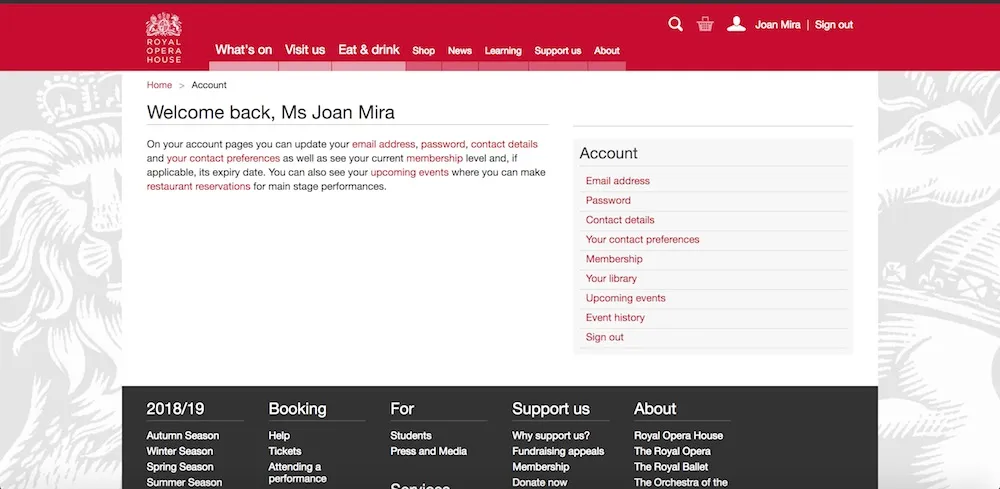 ROYAL
OPERA
HOUSE
What's on
Visit us
Eat & drink
Shop
News
Learning
Support us
About
Joan Mira | Sign out
Home > Account
Welcome back, Ms Joan Mira
On your account pages you can update your email address, password, contact details
and your contact preferences as well as see your current membership level and, if
applicable, its expiry date. You can also see your upcoming events where you can make
restaurant reservations for main stage performances.
Account
Email address
Password
Contact details
Your contact preferences
Membership
Your library
Upcoming events
Event history
Sign out
2018/19
Autumn Season
Winter Season
Spring Season
Summer Season
Booking
Help
Tickets
Attending a
performance
For
Students
Press and Media
Services
Support us
Why support us?
Fundraising appeals
Membership
Donate now
About
Royal Opera House
The Royal Opera
The Royal Ballet
The Orchestra of the